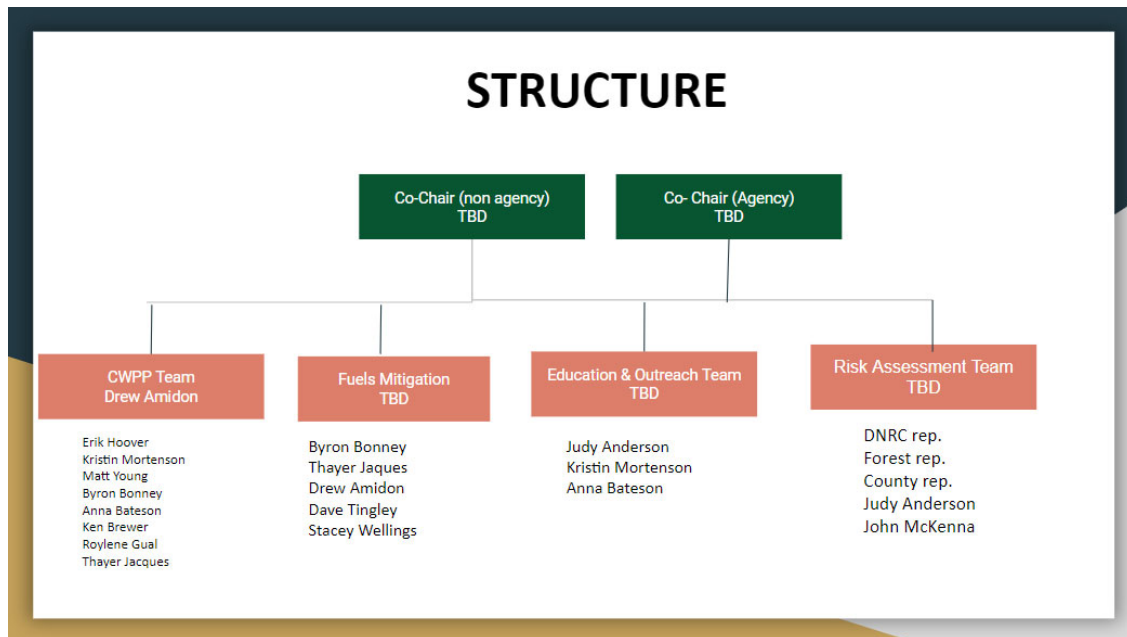 STRUCTURE
Co-Chair (non agency)
TBD
Co- Chair (Agency)
TBD
CWPP Team
Drew Amidon
Erik Hoover
Kristin Mortenson
Matt Young
Byron Bonney
Anna Bateson
Ken Brewer
Roylene Gual
Thayer Jacques
Fuels Mitigation
TBD
Byron Bonney
Thayer Jaques
Drew Amidon
Dave Tingley
Stacey Wellings
Education & Outreach Team
TBD
Judy Anderson
Kristin Mortenson
Anna Bateson
Risk Assessment Team
TBD
DNRC rep.
Forest rep.
County rep.
Judy Anderson
John McKenna